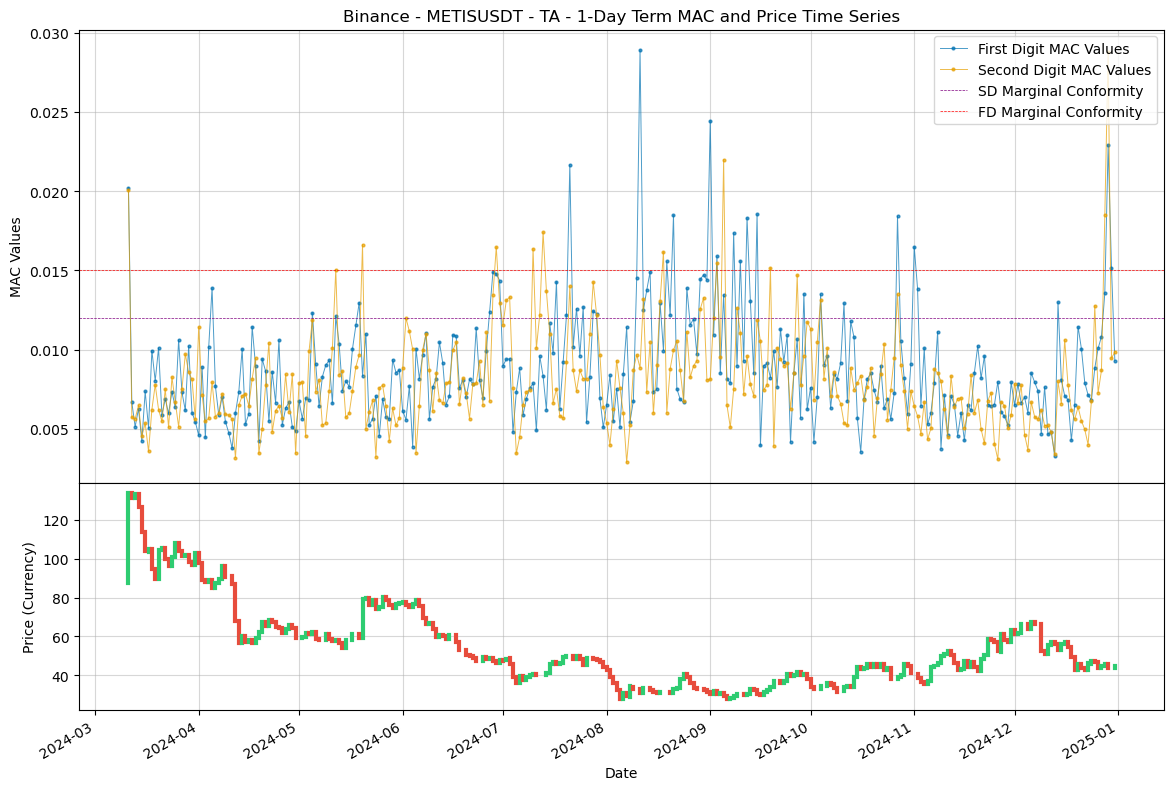 Binance - METISUSDT - TA - 1-Day Term MAC and Price Time Series
First Digit MAC Values
Second Digit MAC Values
SD Marginal Conformity
FD Marginal Conformity
MAC Values
0.030
0.025
0.020
0.015
0.010
0.005
Price (Currency)
120
100
80
60
40
2024-03
2024-04
2024-05
2024-06
2024-07
2024-08
2024-09
2024-10
2024-11
2024-12
2025-01
Date